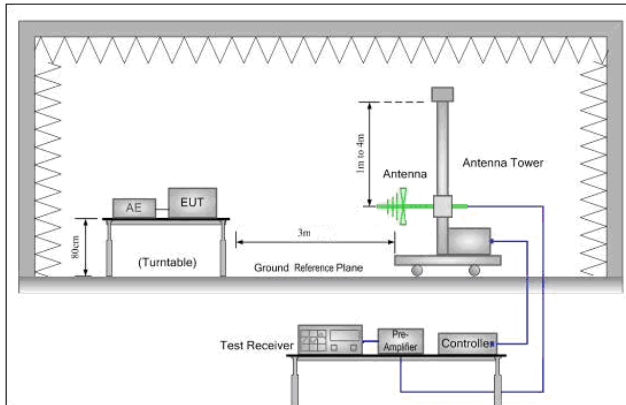 1m to 4m
Antenna
Antenna Tower
AE
EUT
80cm
(Turntable)
3m
Ground Reference Plane
Test Receiver
Pre-
Amplifier
Controller